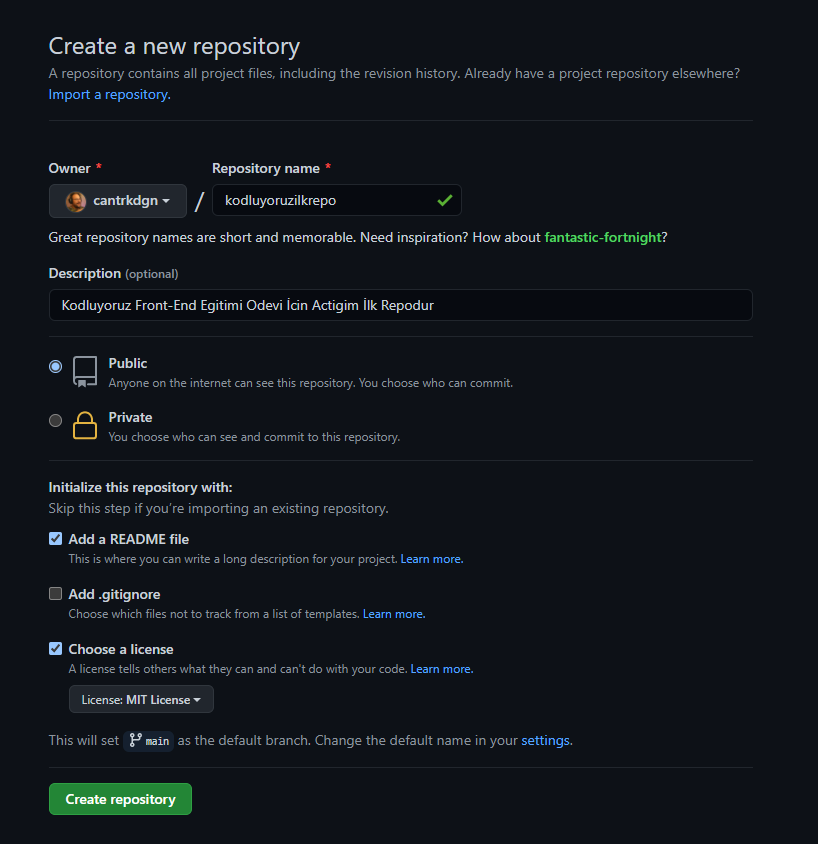 Create a new repository
A repository contains all project files, including the revision history. Already have a project repository elsewhere?
Import a repository.
Owner *
Repository name *
cantrkdgn
/
kodluyoruzilkrepo
Great repository names are short and memorable. Need inspiration? How about fantastic-fortnight?
Description (optional)
Kodluyoruz Front-End Egitimi Odevi İcin Actigim İlk Repodur
Public
Anyone on the internet can see this repository. You choose who can commit.
Private
You choose who can see and commit to this repository.
Initialize this repository with:
Skip this step if you're importing an existing repository.
Add a README file
This is where you can write a long description for your project. Learn more.
Add .gitignore
Choose which files not to track from a list of templates. Learn more.
Choose a license
A license tells others what they can and can't do with your code. Learn more.
License: MIT License
This will set main as the default branch. Change the default name in your settings.
Create repository